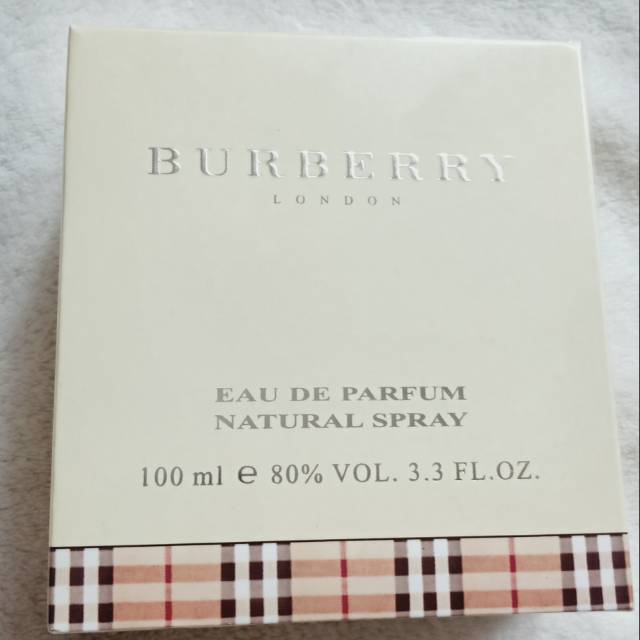 BURBERRY
LONDON
EAU DE PARFUM
NATURAL SPRAY
100 ml e 80% VOL. 3.3 FL.OZ.